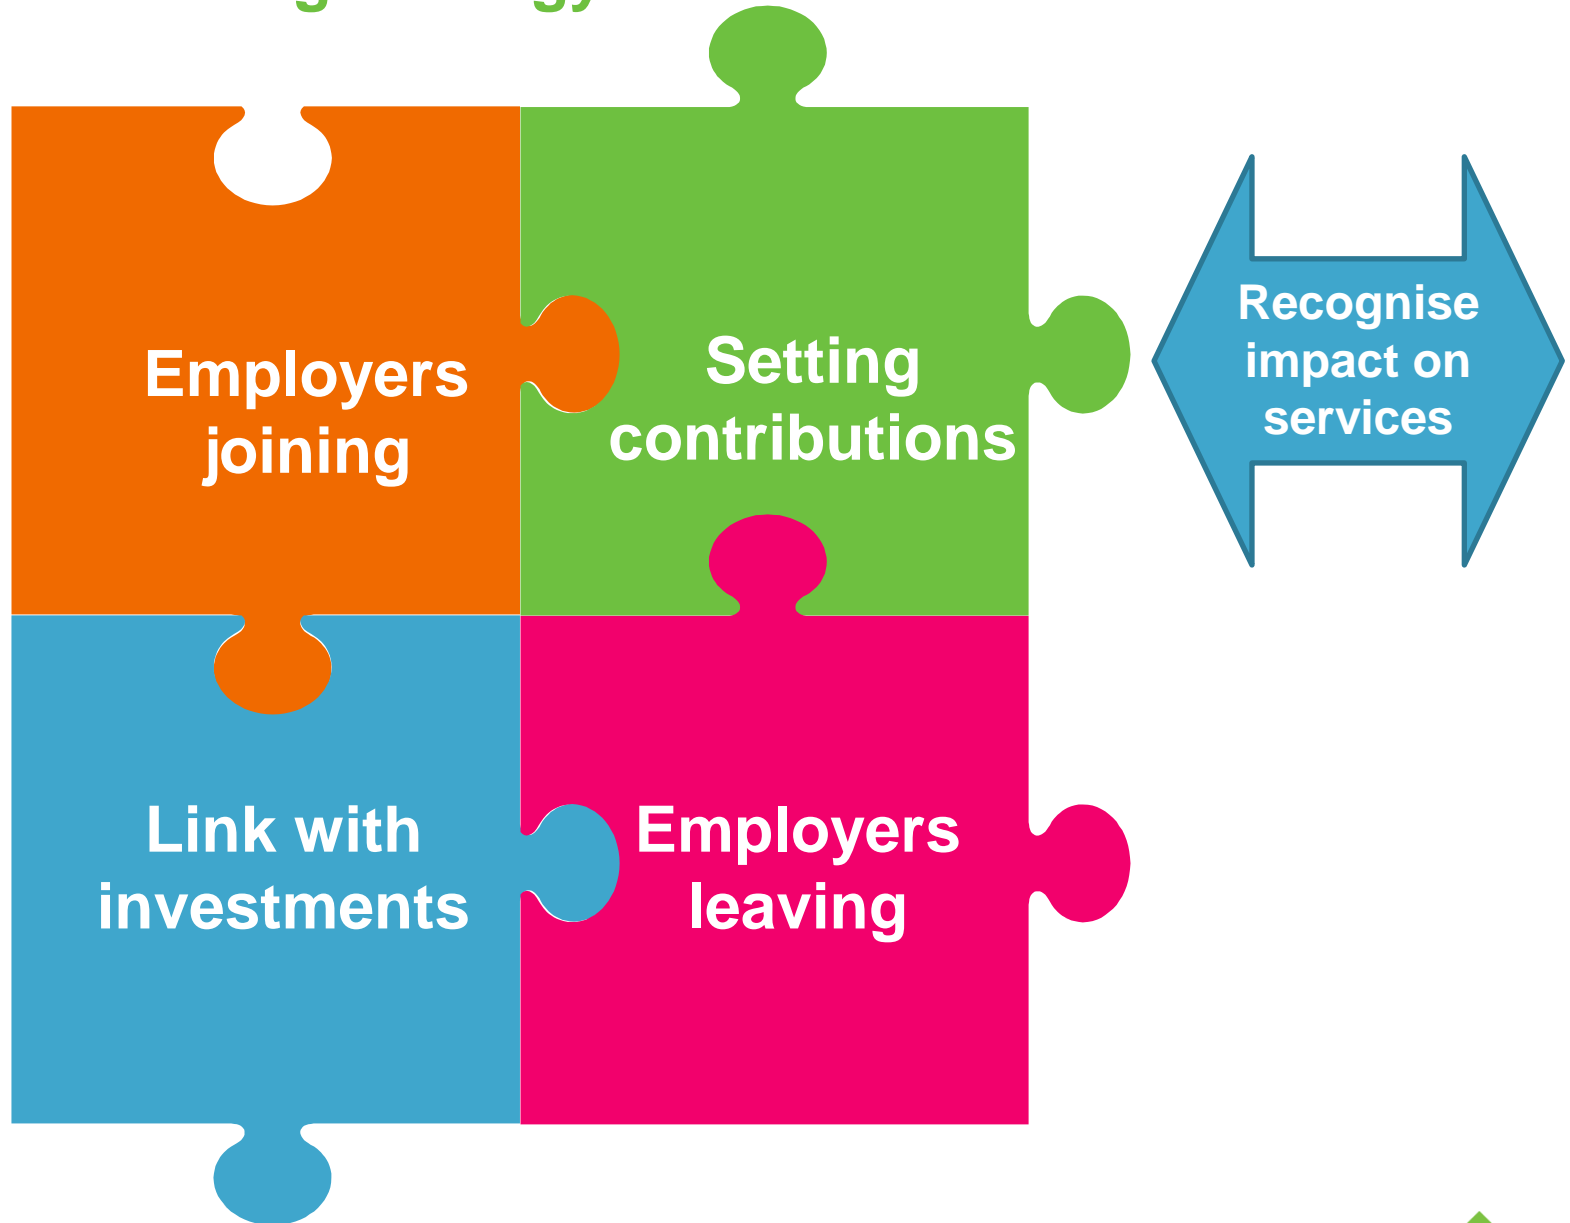 Employers
joining
Setting
contributions
Recognise
impact on
services
Link with
investments
Employers
leaving